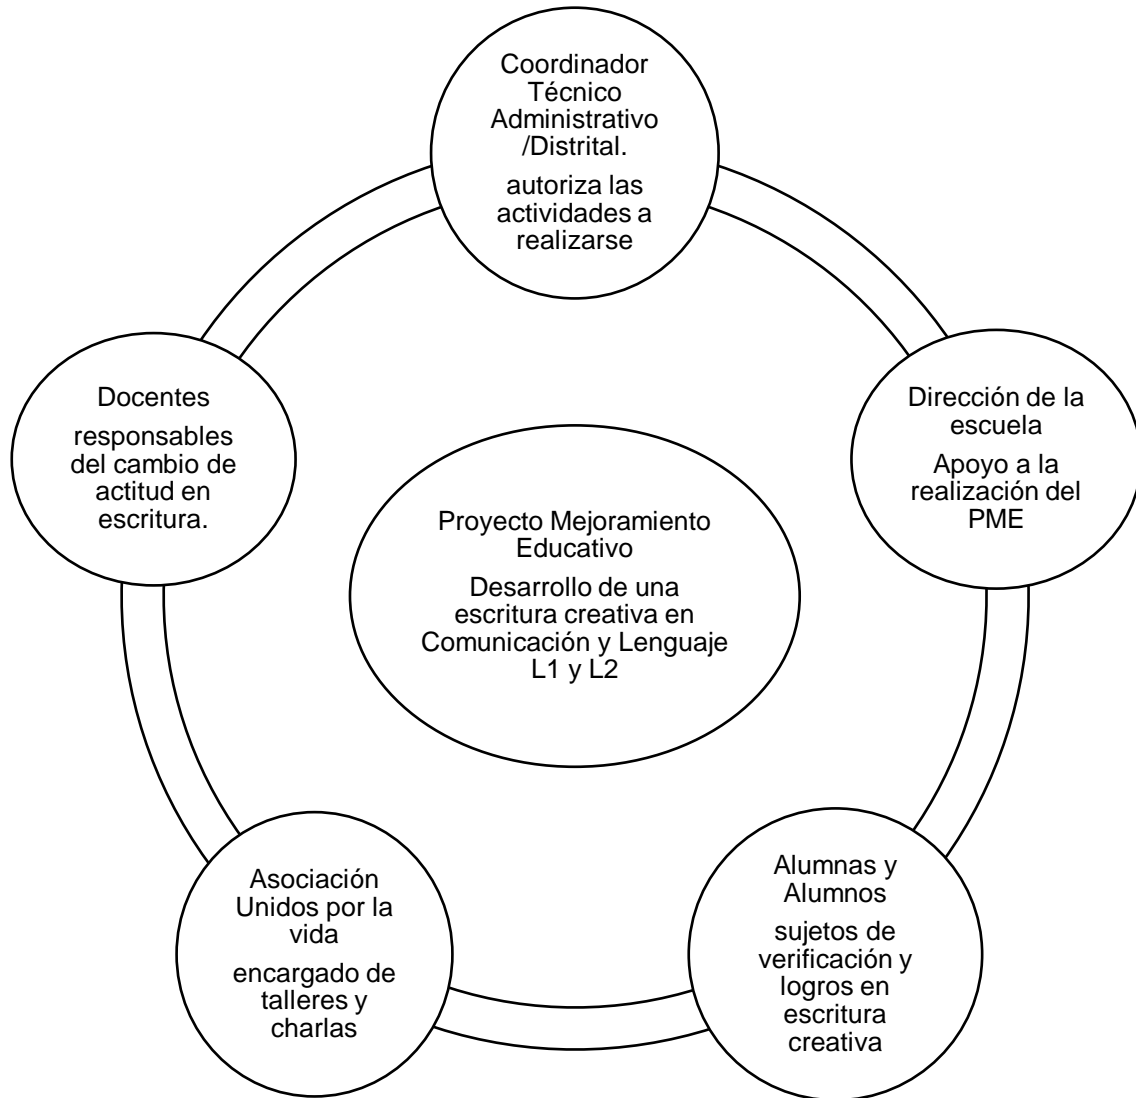 Coordinador
Técnico
Administrativo
/Distrital.
autoriza las
actividades a
realizarse
Dirección de la
escuela
Apoyo a la
realización del
PME
Alumnas y
Alumnos
sujetos de
verificación y
logros en
escritura
creativa
Asociación
Unidos por la
vida
encargado de
talleres y
charlas
Docentes
responsables
del cambio de
actitud en
escritura.
Proyecto Mejoramiento
Educativo
Desarrollo de una
escritura creativa en
Comunicación y Lenguaje
L1 y L2